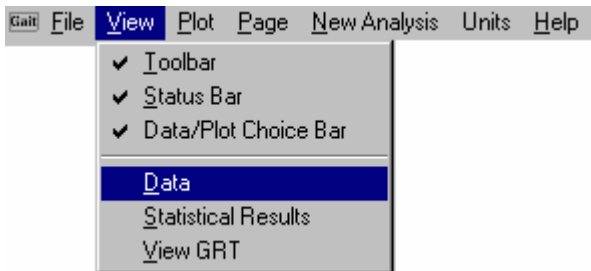 Gait File View Plot Page New Analysis Units Help
✔ Toolbar
✔ Status Bar
✔ Data/Plot Choice Bar
Data
Statistical Results
View GRT